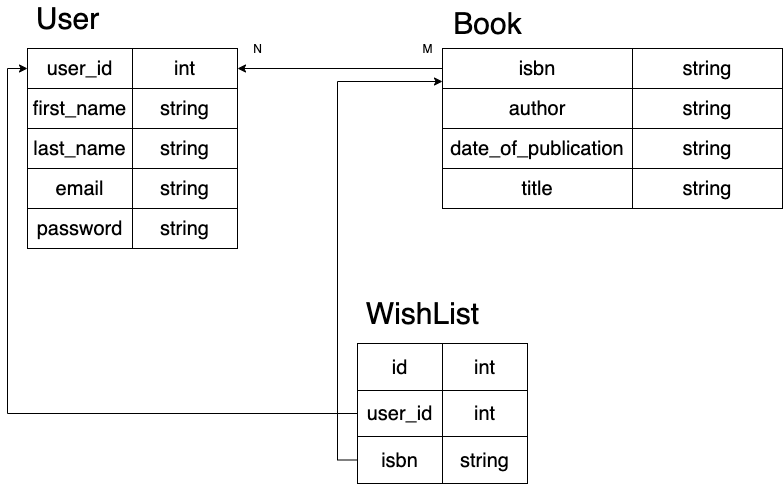 User
user_id int
first_name string
last_name string
email string
password string
N M
Book
isbn string
author string
date_of_publication string
title string
WishList
id int
user_id int
isbn string